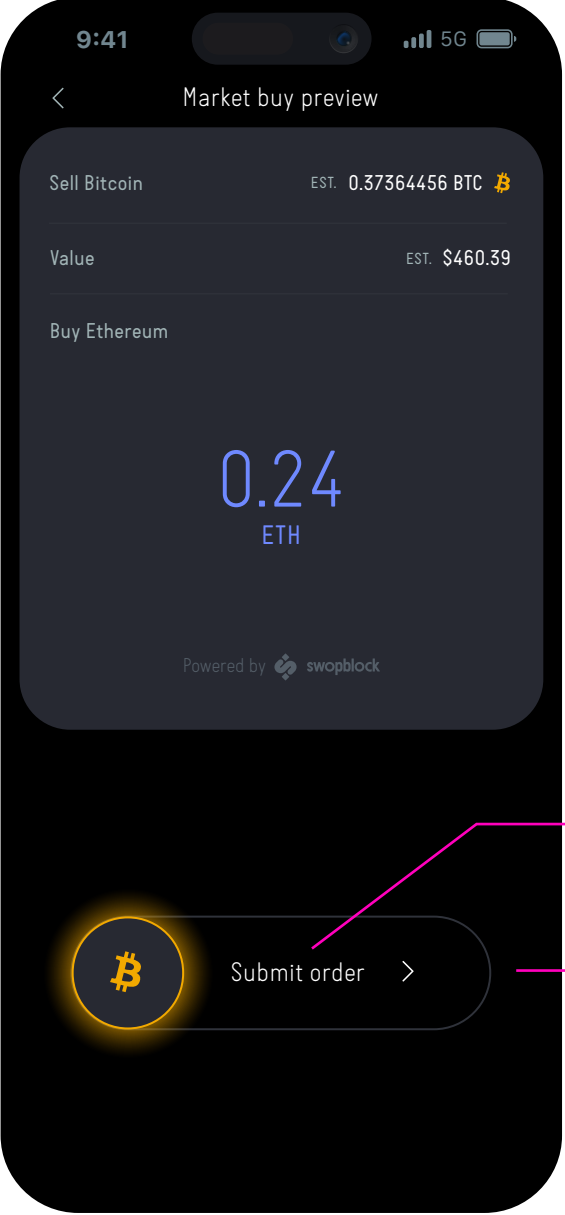 9:41 5G
Market buy preview
Sell Bitcoin EST. 0.37364456 BTC
Value EST. $460.39
Buy Ethereum
0.24
ETH
Powered by swopblock
Submit order